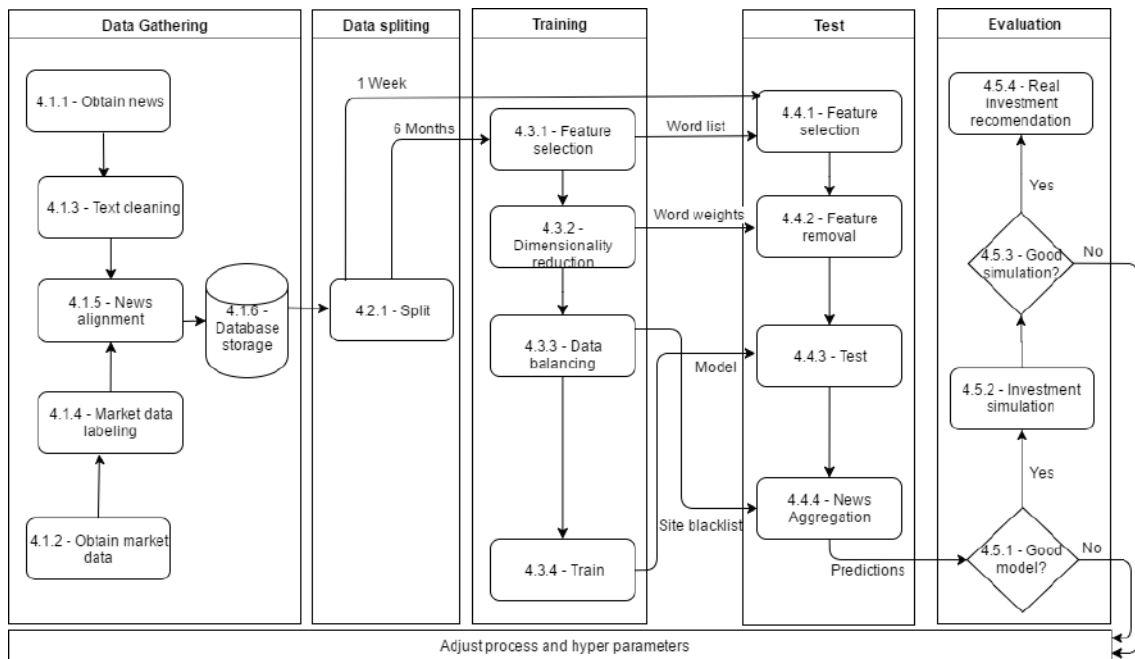 Data Gathering
Data spliting
Training
Test
Evaluation
4.1.1 - Obtain news
4.1.3 - Text cleaning
4.1.5 - News
alignment
4.1.6 -
Database
storage
4.1.4 - Market data
labeling
4.1.2 - Obtain market
data
1 Week
6 Months
4.2.1 - Split
4.3.1 - Feature
selection
4.3.2 -
Dimensionality
reduction
4.3.3 - Data
balancing
4.3.4 - Train
Word list
Word weights
Model
Site blacklist
4.4.1 - Feature
selection
4.4.2 - Feature
removal
4.4.3 - Test
4.4.4 - News
Aggregation
Predictions
4.5.4 - Real
investment
recomendation
Yes
4.5.3 - Good
simulation?
No
4.5.2 - Investment
simulation
Yes
4.5.1 - Good
model?
No
Adjust process and hyper parameters